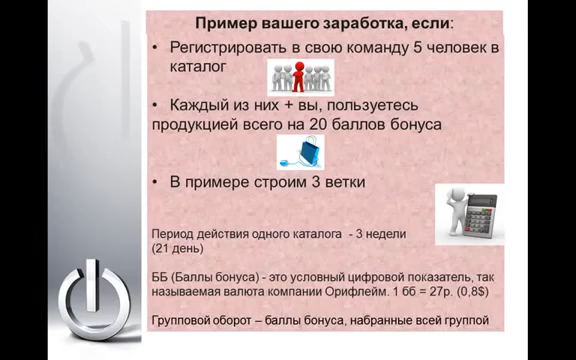 Пример вашего заработка, если:
• Регистрировать в свою команду 5 человек в
каталог
• Каждый из них + вы, пользуетесь
продукцией всего на 20 баллов бонуса
• В примере строим 3 ветки
Период действия одного каталога - 3 недели
(21 день)
ББ (Баллы бонуса) - это условный цифровой показатель, так
называемая валюта компании Орифлейм. 1 бб = 27р. (0,8$)
Групповой оборот – баллы бонуса, набранные всей группой